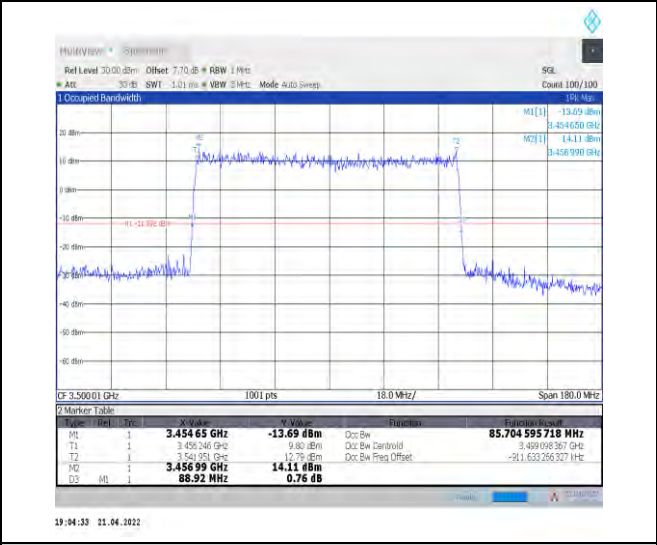 MultiView Spectrum
Ref Level 30.00 dBm Offset 7.70 dB RBW 1 MHz SGL
Att 30 dB SWT 1.01 ms VBW 3 MHz Mode Auto Sweep Count 100/100
1 Occupied Bandwidth 1Pk Max
M1[1] -13.69 dBm
3.454650 GHz
M2[1] 14.11 dBm
3.456990 GHz
20 dBm
10 dBm
0 dBm
-10 dBm
-20 dBm
-30 dBm
-40 dBm
-50 dBm
-60 dBm
CF 3.50001 GHz 1001 pts 18.0 MHz/ Span 180.0 MHz
2 Marker Table
Type Ref Trc X-Value Y-Value Function Function Result
M1 1 3.454 65 GHz -13.69 dBm Occ Bw 85.704 595 718 MHz
T1 1 3.456 246 GHz 9.80 dBm Occ Bw Centroid 3.499 098 367 GHz
T2 1 3.541 951 GHz 12.79 dBm Occ Bw Freq Offset -911.633 266 327 kHz
M2 1 3.456 99 GHz 14.11 dBm
D3 M1 1 88.92 MHz 0.76 dB
19:04:33 21.04.2022